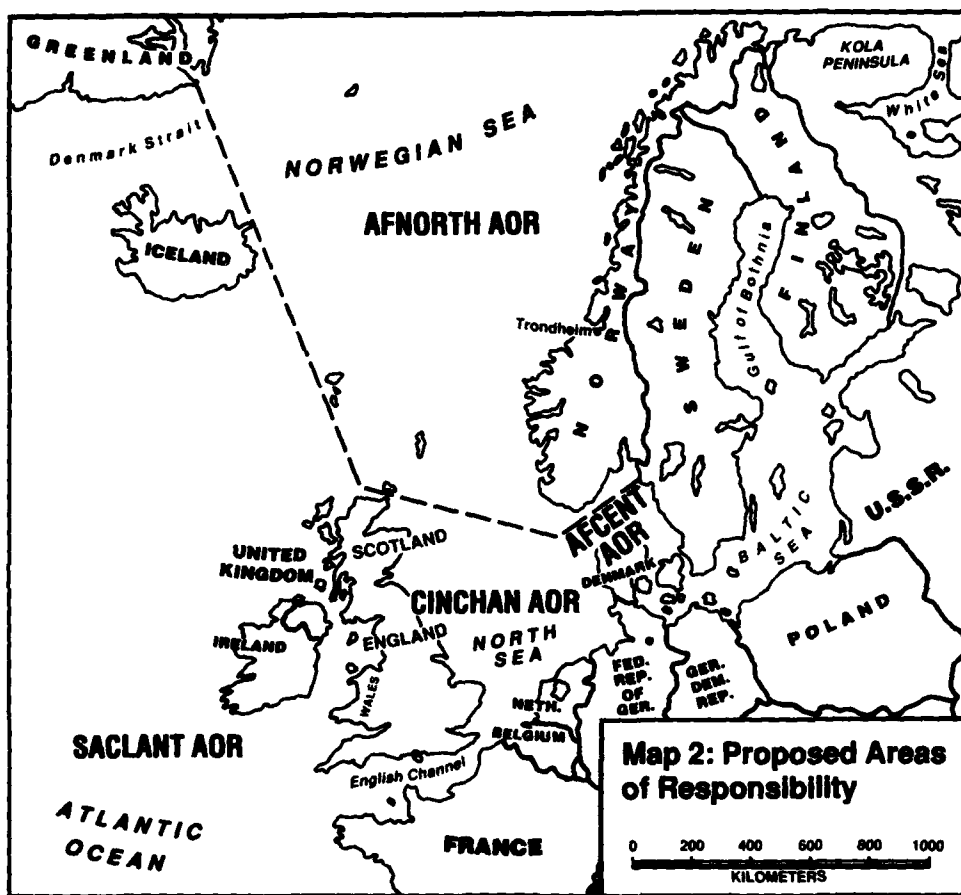 GREENLAND
KOLA
PENINSULA
White Sea
Denmark Strait
NORWEGIAN SEA
AFNORTH AOR
ICELAND
NORWAY
SWEDEN
FINLAND
Gulf of Bothnia
Trondheim
U.S.S.R.
AFCENT
AOR
BALTIC
SEA
SCOTLAND
UNITED
KINGDOM
DENMARK
CINCHAN AOR
POLAND
IRELAND
ENGLAND
NORTH
SEA
WALES
FED.
REP.
OF
GER.
GER.
DEM.
REP.
NETH.
BELGIUM
SACLANT AOR
English Channel
ATLANTIC
OCEAN
FRANCE
Map 2: Proposed Areas
of Responsibility
0 200 400 600 800 1000
KILOMETERS